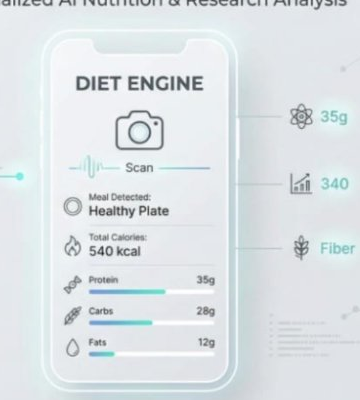 alized AI Nutrition & Research Analysis
DIET ENGINE
Scan
Meal Detected:
Healthy Plate
Total Calories:
540 kcal
Protein 35g
Carbs 28g
Fats 12g
35g
340
Fiber